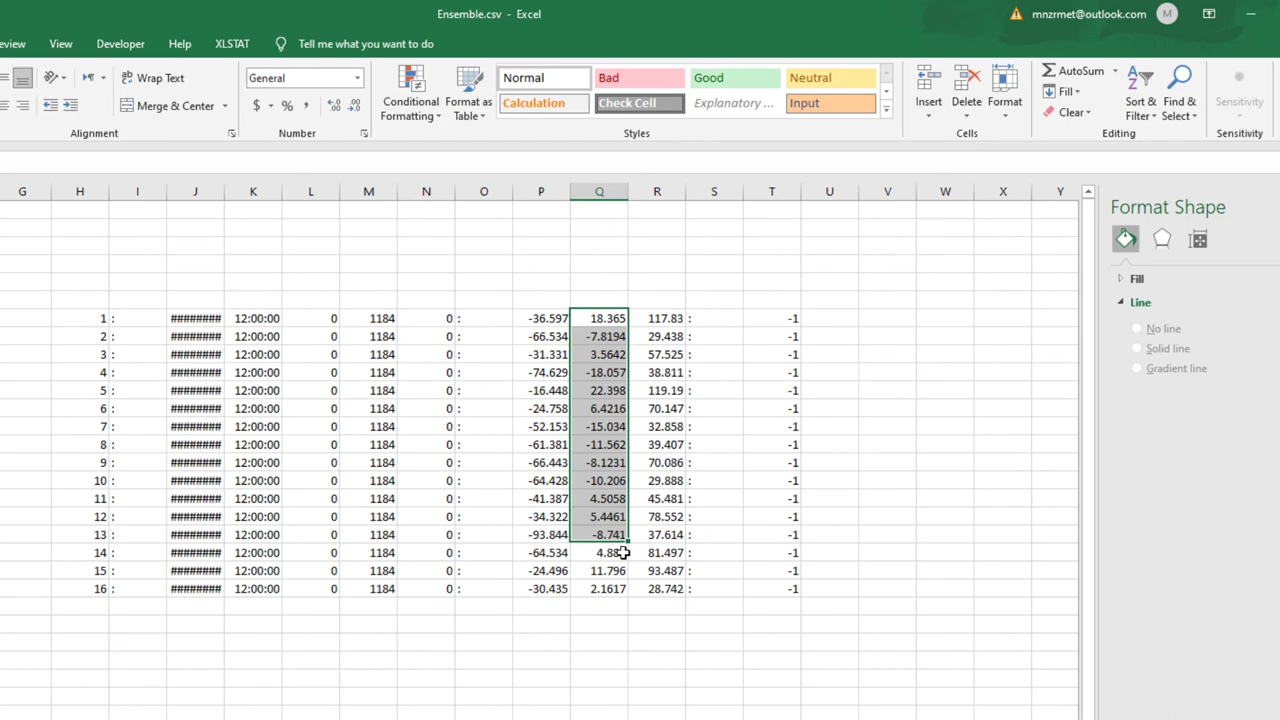 Ensemble.csv - Excel
mnzrmet@outlook.com M
eview View Developer Help XLSTAT Tell me what you want to do
Wrap Text General Normal Bad Good Neutral AutoSum
Merge & Center $ % , Conditional Formatting Format as Table Calculation Check Cell Explanatory ... Input Insert Delete Format Fill Clear Sort & Filter Find & Select Sensitivity
Alignment Number Styles Cells Editing Sensitivity
G H I J K L M N O P Q R S T U V W X Y
1 : ######## 12:00:00 0 1184 0 : -36.597 18.365 117.83 : -1
2 : ######## 12:00:00 0 1184 0 : -66.534 -7.8194 29.438 : -1
3 : ######## 12:00:00 0 1184 0 : -31.331 3.5642 57.525 : -1
4 : ######## 12:00:00 0 1184 0 : -74.629 -18.057 38.811 : -1
5 : ######## 12:00:00 0 1184 0 : -16.448 22.398 119.19 : -1
6 : ######## 12:00:00 0 1184 0 : -24.758 6.4216 70.147 : -1
7 : ######## 12:00:00 0 1184 0 : -52.153 -15.034 32.858 : -1
8 : ######## 12:00:00 0 1184 0 : -61.381 -11.562 39.407 : -1
9 : ######## 12:00:00 0 1184 0 : -66.443 -8.1231 70.086 : -1
10 : ######## 12:00:00 0 1184 0 : -64.428 -10.206 29.888 : -1
11 : ######## 12:00:00 0 1184 0 : -41.387 4.5058 45.481 : -1
12 : ######## 12:00:00 0 1184 0 : -34.322 5.4461 78.552 : -1
13 : ######## 12:00:00 0 1184 0 : -93.844 -8.741 37.614 : -1
14 : ######## 12:00:00 0 1184 0 : -64.534 81.497 : -1
15 : ######## 12:00:00 0 1184 0 : -24.496 11.796 93.487 : -1
16 : ######## 12:00:00 0 1184 0 : -30.435 2.1617 28.742 : -1
Format Shape
Fill
Line
No line
Solid line
Gradient line